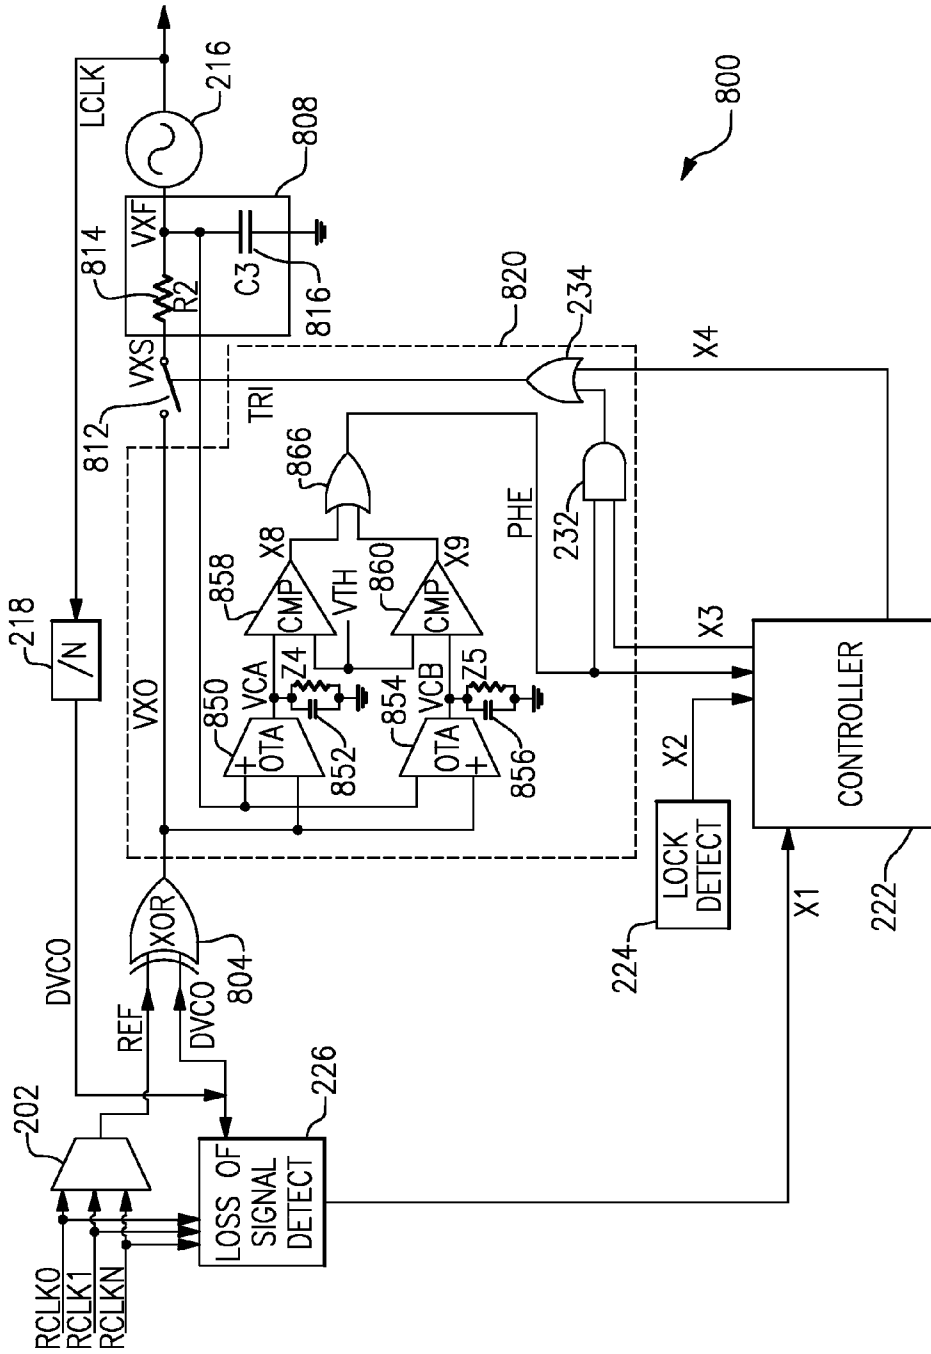 RCLK0
RCLK1
RCLKN
202
LOSS OF
SIGNAL
DETECT
226
REF
DVCO
DVCO
XOR
804
/N
218
LCLK
216
VXO
812
VXS
814
R2
VXF
C3
816
808
TRI
820
234
850
OTA
+
VCA
Z4
852
858
CMP
X8
VTH
860
CMP
X9
866
854
OTA
+
VCB
Z5
856
PHE
232
X3
X4
X2
LOCK
DETECT
224
X1
CONTROLLER
222
800